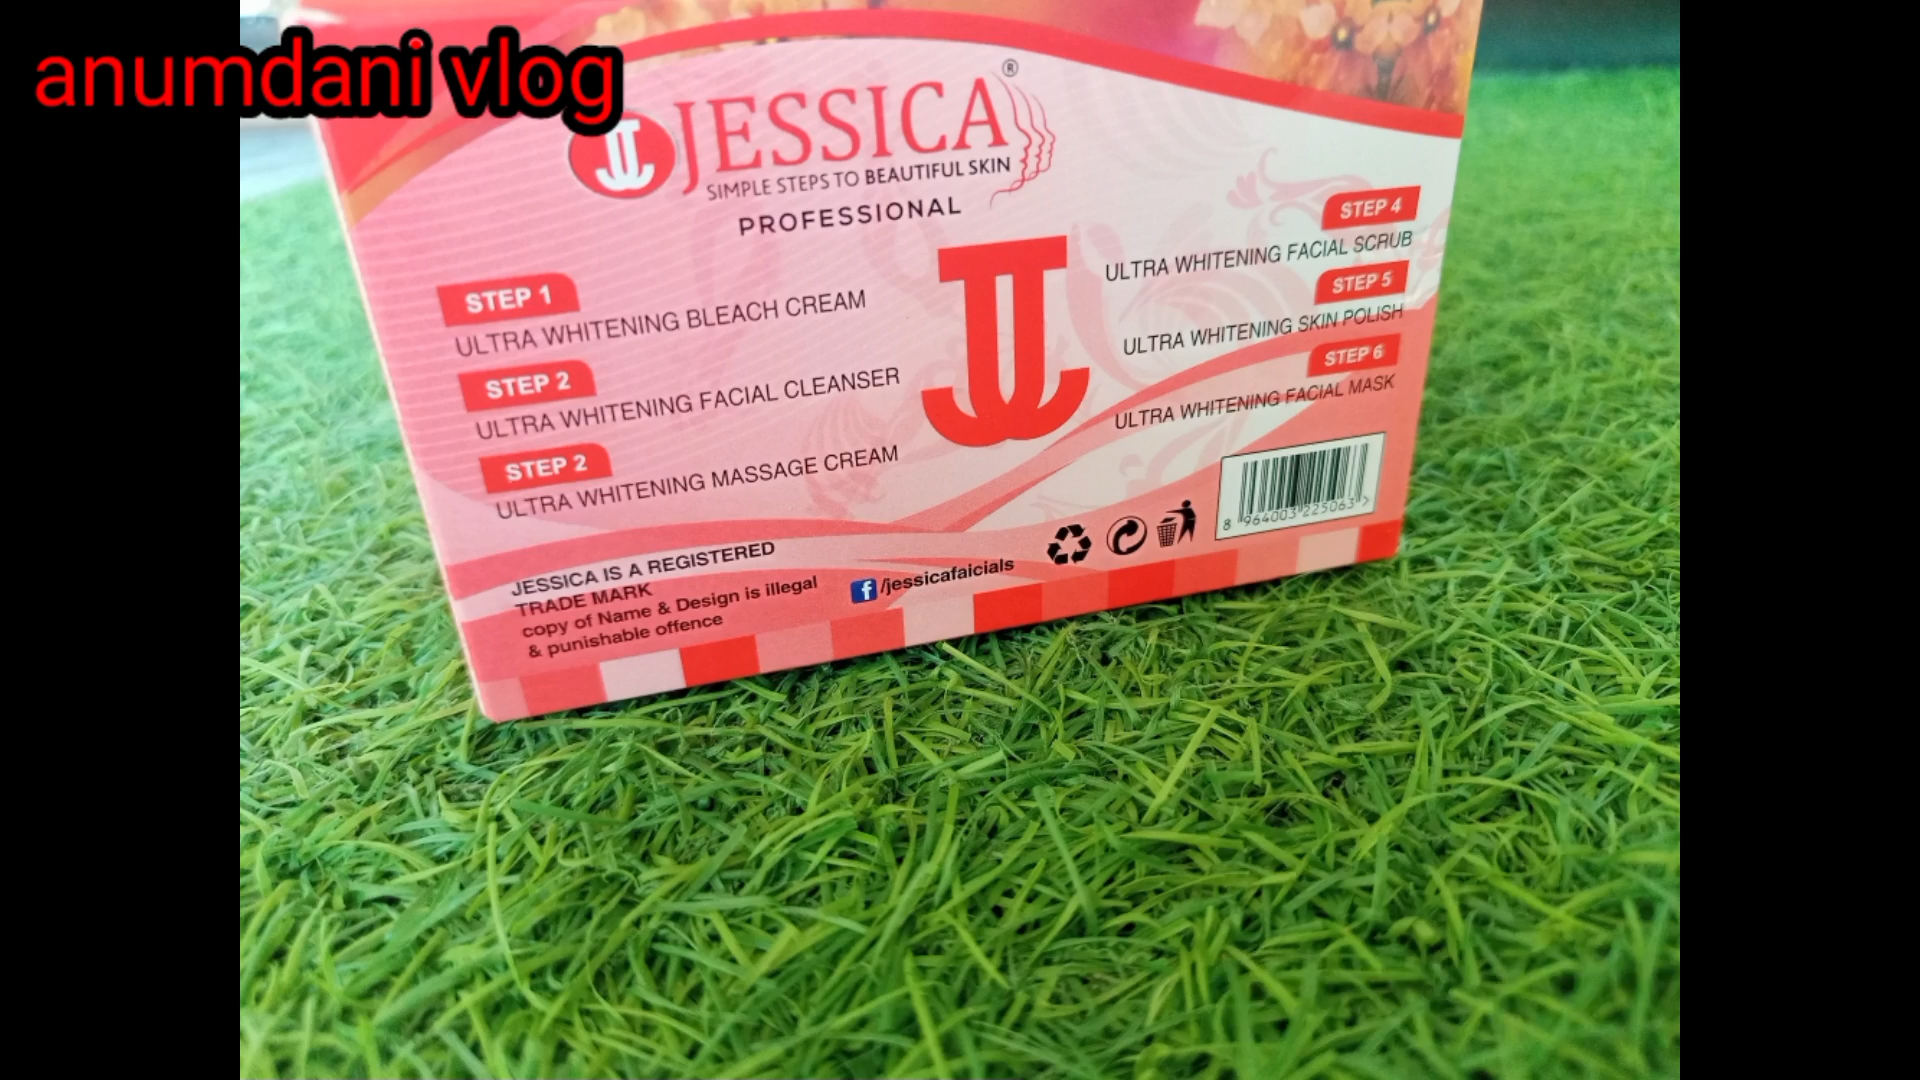 anumdani vlog
JESSICA®
SIMPLE STEPS TO BEAUTIFUL SKIN
PROFESSIONAL
STEP 1
ULTRA WHITENING BLEACH CREAM
STEP 2
ULTRA WHITENING FACIAL CLEANSER
STEP 2
ULTRA WHITENING MASSAGE CREAM
STEP 4
ULTRA WHITENING FACIAL SCRUB
STEP 5
ULTRA WHITENING SKIN POLISH
STEP 6
ULTRA WHITENING FACIAL MASK
JESSICA IS A REGISTERED
TRADE MARK
copy of Name & Design is illegal
& punishable offence
f /jessicafaicials
8 964003 225063 >